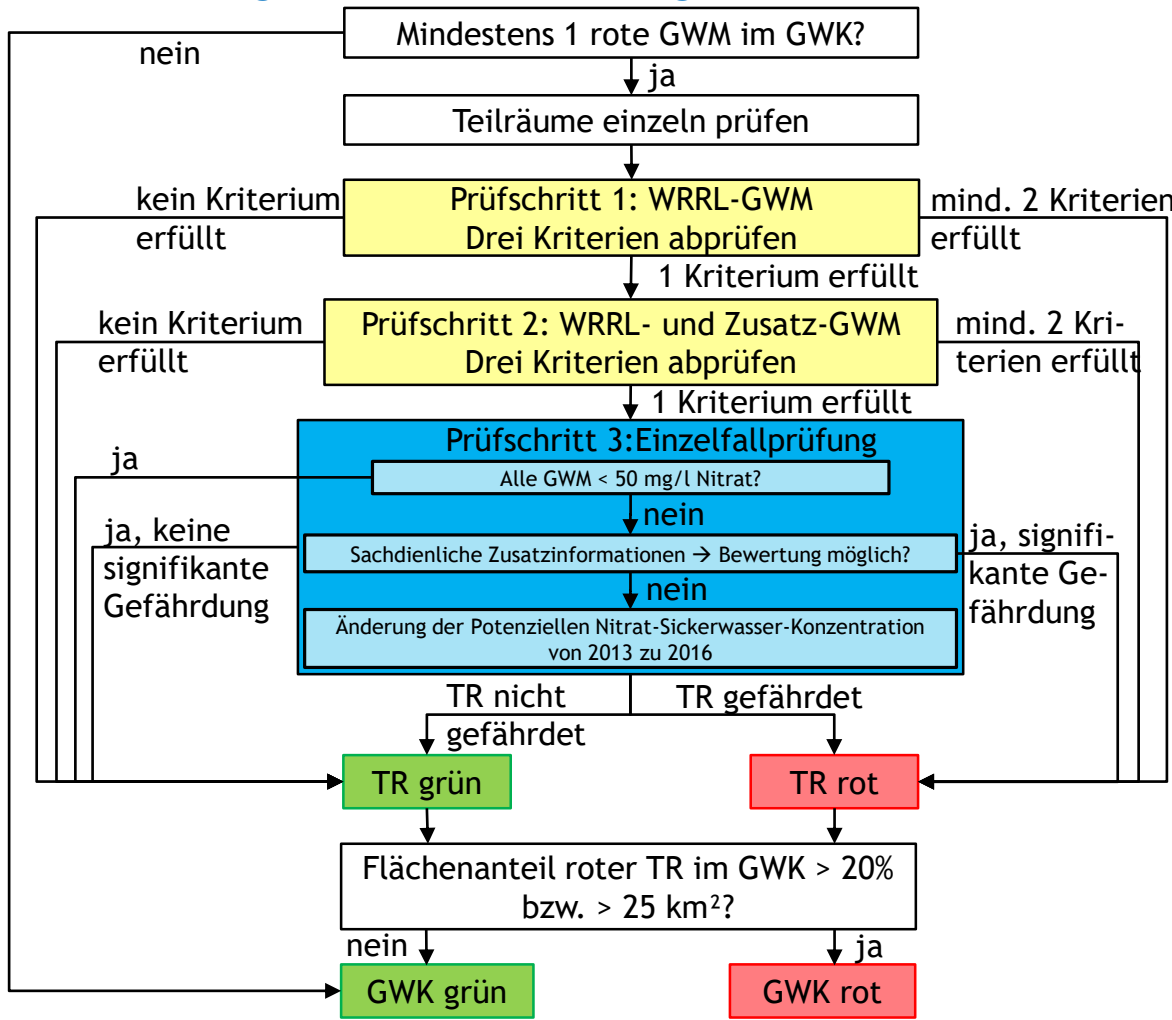 Mindestens 1 rote GWM im GWK?
nein
ja
Teilräume einzeln prüfen
kein Kriterium
erfüllt
Prüfschritt 1: WRRL-GWM
Drei Kriterien abprüfen
mind. 2 Kriterien
erfüllt
1 Kriterium erfüllt
kein Kriterium
erfüllt
Prüfschritt 2: WRRL- und Zusatz-GWM
Drei Kriterien abprüfen
mind. 2 Kri-
terien erfüllt
1 Kriterium erfüllt
Prüfschritt 3:Einzelfallprüfung
ja
Alle GWM < 50 mg/l Nitrat?
nein
ja, keine
signifikante
Gefährdung
Sachdienliche Zusatzinformationen → Bewertung möglich?
ja, signifi-
kante Ge-
fährdung
nein
Änderung der Potenziellen Nitrat-Sickerwasser-Konzentration
von 2013 zu 2016
TR nicht
gefährdet
TR gefährdet
TR grün
TR rot
Flächenanteil roter TR im GWK > 20%
bzw. > 25 km²?
nein
ja
GWK grün
GWK rot